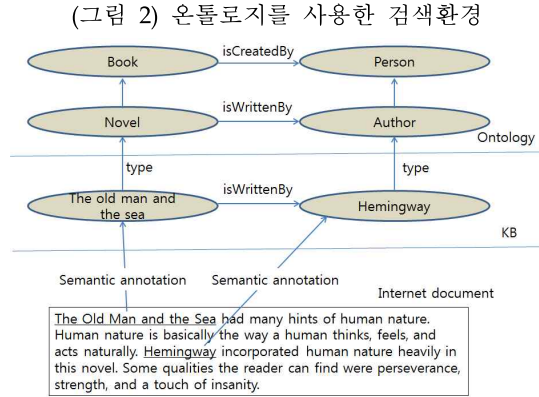 (그림 2) 온톨로지를 사용한 검색환경
isCreatedBy
Book
Person
isWrittenBy
Novel
Author
Ontology
type
type
The old man and
the sea
isWrittenBy
Hemingway
KB
Semantic annotation
Semantic annotation
Internet document
The Old Man and the Sea had many hints of human nature.
Human nature is basically the way a human thinks, feels, and
acts naturally. Hemingway incorporated human nature heavily in
this novel. Some qualities the reader can find were perseverance,
strength, and a touch of insanity.